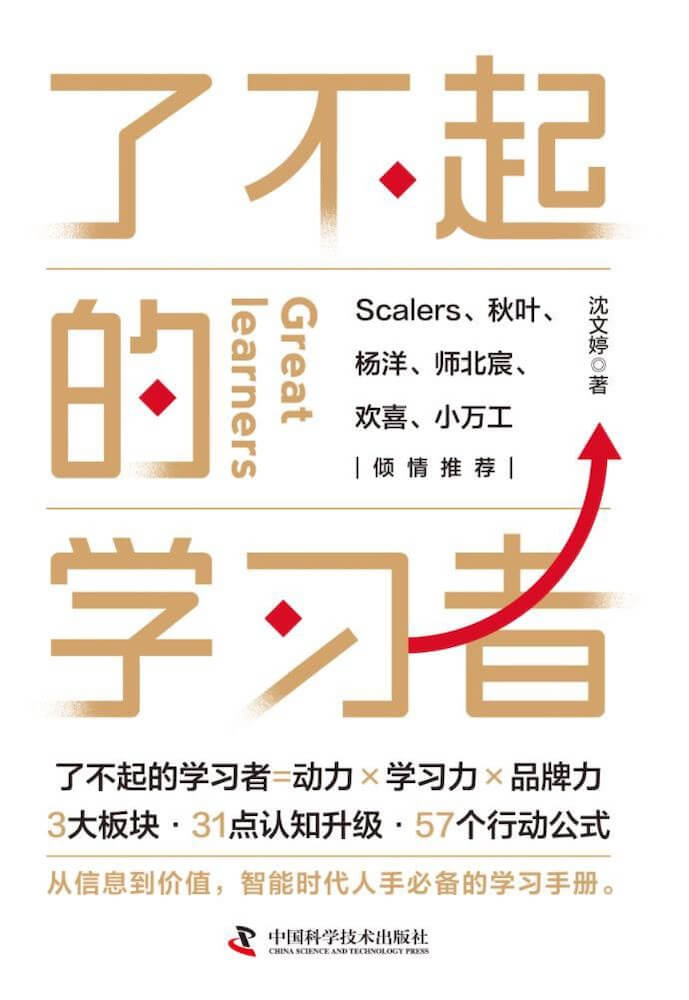 了不起
的
Great
learners
Scalers、秋叶、
杨洋、师北宸、
欢喜、小万工
|倾情推荐|
沈文婷◎著
学习者
了不起的学习者=动力×学习力×品牌力
3大板块·31点认知升级·57个行动公式
从信息到价值，智能时代人手必备的学习手册。
中国科学技术出版社
CHINA SCIENCE AND TECHNOLOGY PRESS